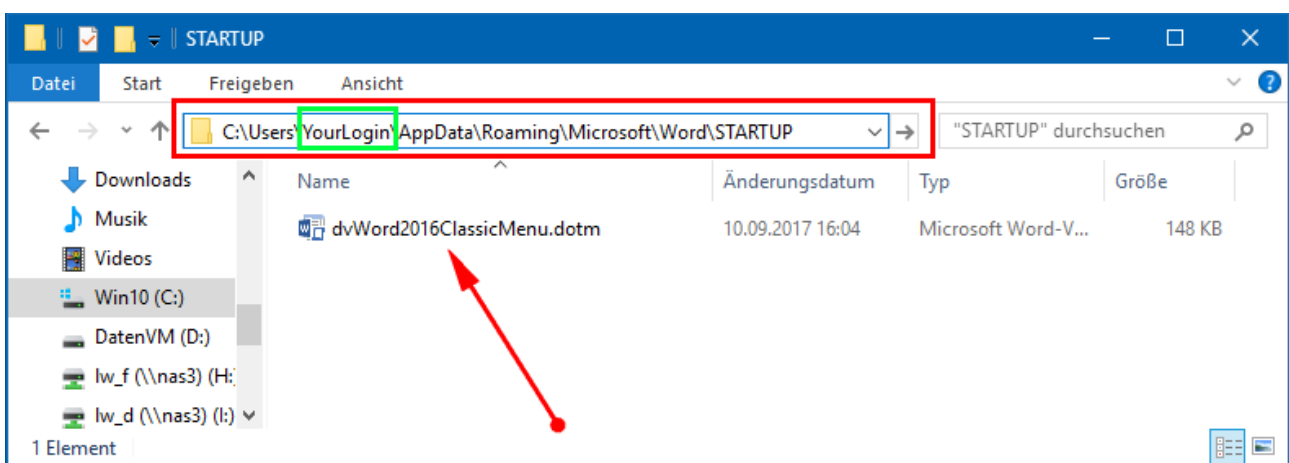 STARTUP
Datei Start Freigeben Ansicht
C:\Users\YourLogin\AppData\Roaming\Microsoft\Word\STARTUP "STARTUP" durchsuchen
Downloads Name Änderungsdatum Typ Größe
Musik dvWord2016ClassicMenu.dotm 10.09.2017 16:04 Microsoft Word-V... 148 KB
Videos
Win10 (C:)
DatenVM (D:)
lw_f (\\nas3) (H:
lw_d (\\nas3) (I:)
1 Element